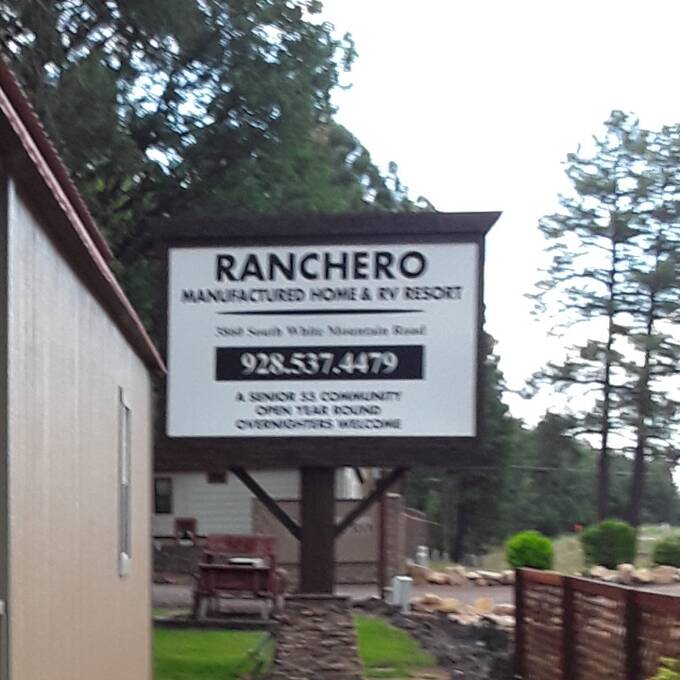 RANCHERO
MANUFACTURED HOME & RV RESORT
3860 South White Mountain Road
928.537.4479
A SENIOR 55 COMMUNITY
OPEN YEAR ROUND
OVERNIGHTERS WELCOME